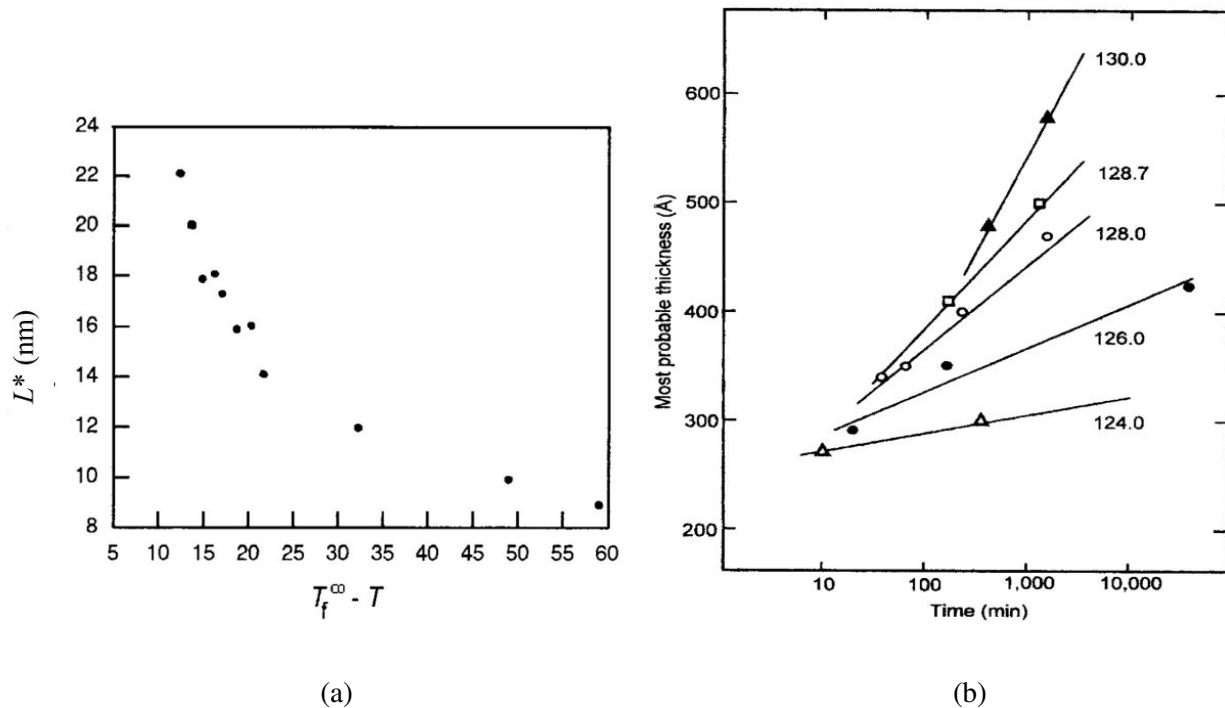 24
22
20
18
16
14
12
10
8
L* (nm)
5 10 15 20 25 30 35 40 45 50 55 60
T_f^∞ - T
(a)
600
500
400
300
200
Most probable thickness (Å)
130.0
128.7
128.0
126.0
124.0
10 100 1,000 10,000
Time (min)
(b)